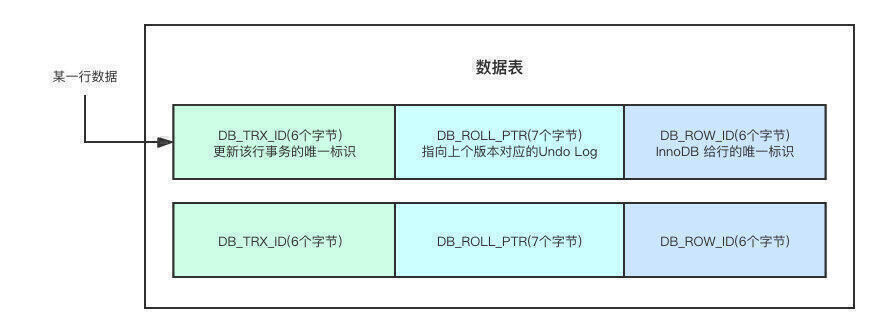 数据表
某一行数据
DB_TRX_ID(6个字节)
更新该行事务的唯一标识
DB_ROLL_PTR(7个字节)
指向上个版本对应的Undo Log
DB_ROW_ID(6个字节)
InnoDB 给行的唯一标识
DB_TRX_ID(6个字节)
DB_ROLL_PTR(7个字节)
DB_ROW_ID(6个字节)